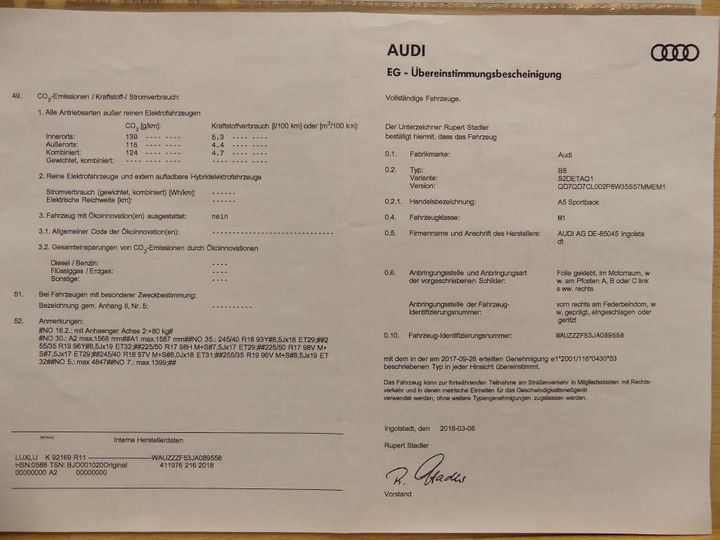 49. CO2-Emissionen / Kraftstoff-/ Stromverbrauch:
1. Alle Antriebsarten außer reinen Elektrofahrzeugen
CO2 [g/km]: Kraftstoffverbrauch [l/100 km] oder [m³/100 km]:
Innerorts: 139 ---- ---- 5.3 ---- ----
Außerorts: 115 ---- ---- 4.4 ---- ----
Kombiniert: 124 ---- ---- 4.7 ---- ----
Gewichtet, kombiniert: ---- ---- ---- ----
2. Reine Elektrofahrzeuge und extern aufladbare Hybridelektrofahrzeuge
Stromverbrauch (gewichtet, kombiniert) [Wh/km]: ------
Elektrische Reichweite [km]: ------
3. Fahrzeug mit Ökoinnovation(en) ausgestattet: nein
3.1. Allgemeiner Code der Ökoinnovation(en): ------------------------------
3.2. Gesamteinsparungen von CO2-Emissionen durch Ökoinnovationen
Diesel / Benzin: ----
Flüssiggas / Erdgas: ----
Sonstige: ----
51. Bei Fahrzeugen mit besonderer Zweckbestimmung:
Bezeichnung gem. Anhang II, Nr. 5: ------------
52. Anmerkungen:
#NO 16.2.: mit Anhaenger Achse 2:+80 kg#
#NO 30.: A2 max.1568 mm##A1 max.1587 mm##NO 35.: 245/40 R18 93Y#8,5Jx18 ET29;##2
55/35 R19 96Y#8,5Jx19 ET32;##225/50 R17 98H M+S#7,5Jx17 ET29;##225/50 R17 98V M+
S#7,5Jx17 ET29;##245/40 R18 97V M+S#8,0Jx18 ET31;##255/35 R19 96V M+S#8,5Jx19 ET
32##NO 5.: max 4847##NO 7.: max 1399;##
Interne Herstellerdaten
LUXLU K 92169 R11 ------------------WAUZZZF53JA089558
HSN:0588 TSN: BJO001020Original 411976 216 2018
00000000 A2 00000000
AUDI
EG - Übereinstimmungsbescheinigung
Vollständige Fahrzeuge.
Der Unterzeichner Rupert Stadler
bestätigt hiermit, dass das Fahrzeug
0.1. Fabrikmarke: Audi
0.2. Typ: B8
Variante: S2DETAQ1
Version: QD7QD7CL002P8W35S57MMEM1
0.2.1. Handelsbezeichnung: A5 Sportback
0.4. Fahrzeugklasse: M1
0.5. Firmenname und Anschrift des Herstellers: AUDI AG DE-85045 Ingolsta
dt
0.6. Anbringungsstelle und Anbringungsart Folie geklebt, im Motorraum, w
der vorgeschriebenen Schilder: w. am Pfosten A, B oder C link
s ww. rechts
Anbringungsstelle der Fahrzeug- vorn rechts am Federbeindom, w
Identifizierungsnummer: w. geprägt, eingeschlagen oder
geritzt
0.10. Fahrzeug-Identifizierungsnummer: WAUZZZF53JA089558
mit dem in der am 2017-09-26 erteilten Genehmigung e1*2001/116*0430*53
beschriebenen Typ in jeder Hinsicht übereinstimmt.
Das Fahrzeug kann zur fortwährenden Teilnahme am Straßenverkehr in Mitgliedsstaaten mit Rechts-
verkehr und in denen metrische Einheiten für das Geschwindigkeitsmeßgerät
verwendet werden, ohne weitere Typengenehmigungen zugelassen werden.
Ingolstadt, 2018-03-06
Rupert Stadler
R. Stadler
Vorstand